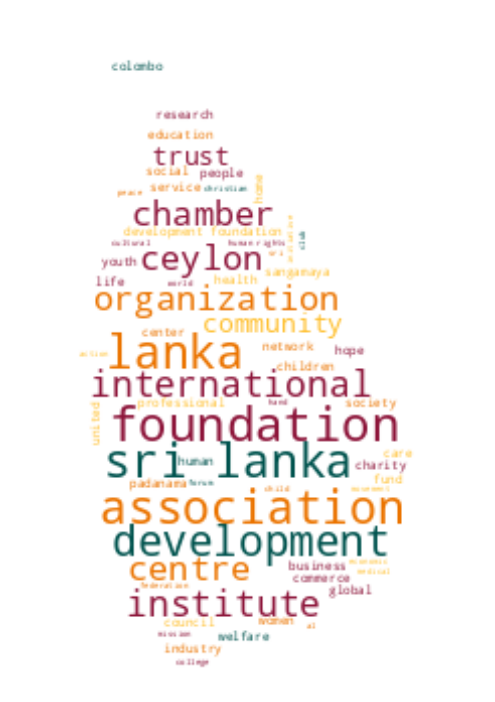 colombo
research
education
trust
social people
home
peace service christian
chamber
development foundation
club
cultural human rights
ceylon
youth
sangamaya
life world health
organization
community
center
lanka network hope
action
children
international
united professional hand society
foundation
sri lanka
human
care
charity
padanama forum fund
child movement
association
development
centre business economic
medical
commerce
federation global
institute
council women
mission welfare
industry
college